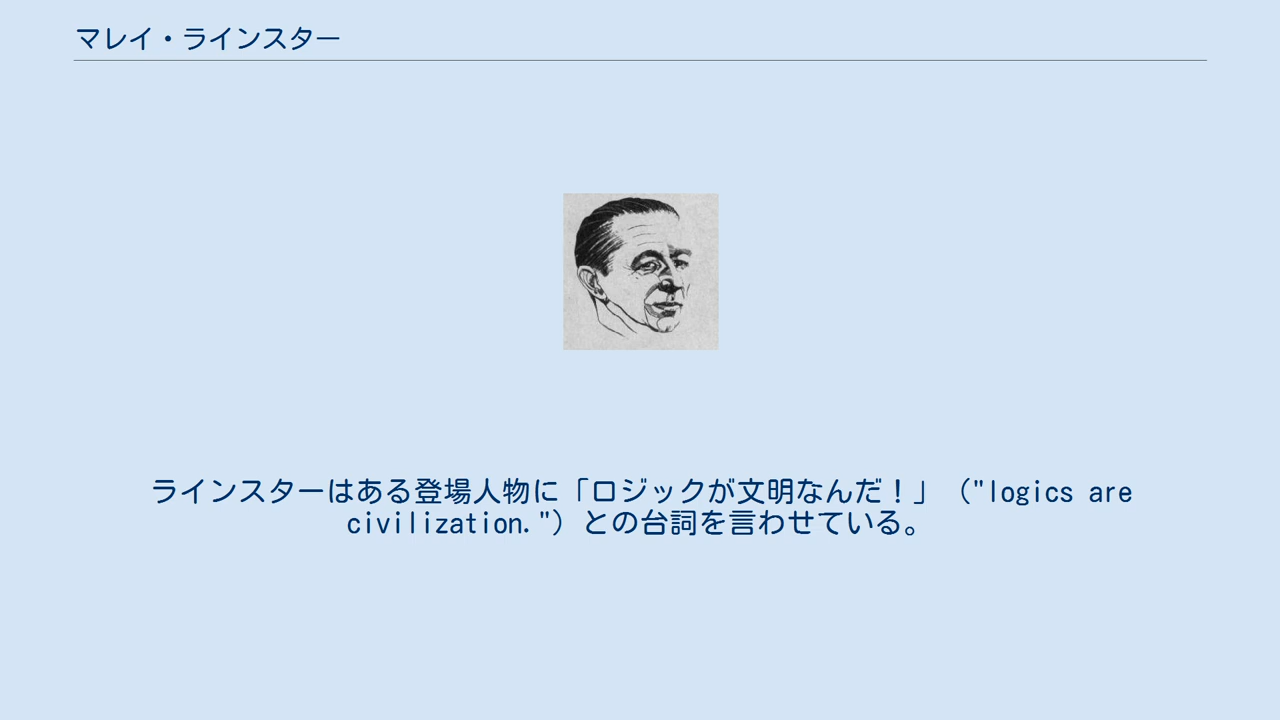 マレイ・ラインスター
ラインスターはある登場人物に「ロジックが文明なんだ！」（"logics are
civilization."）との台詞を言わせている。